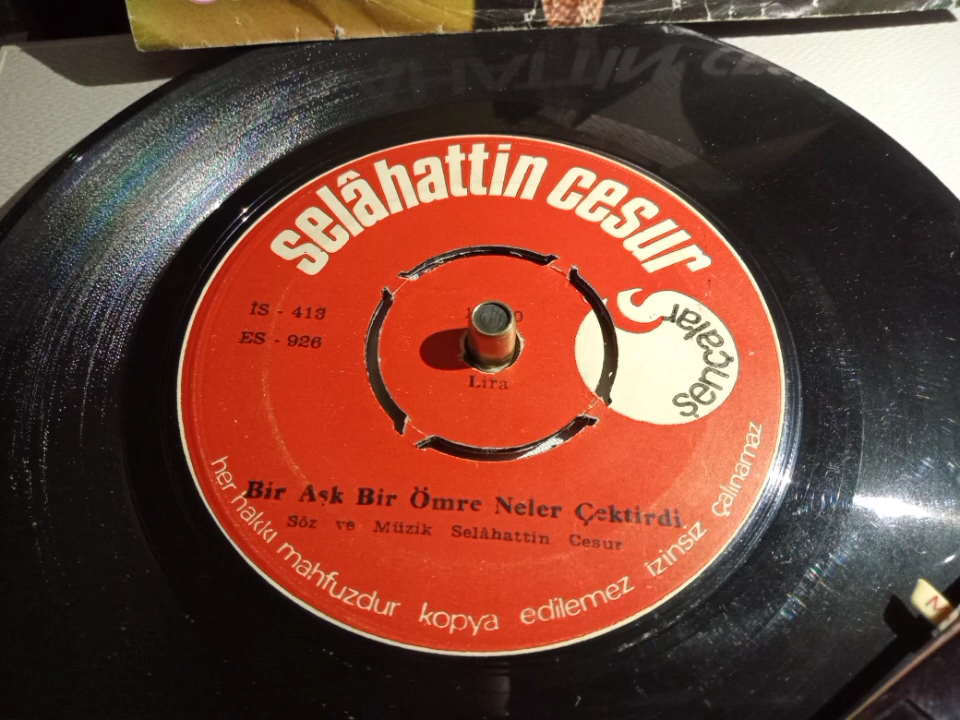 selâhattin cesur
İS - 413
ES - 926
şençalar
Lira
Bir Aşk Bir Ömre Neler Çektirdi
Söz ve Müzik Selâhattin Cesur
her hakkı mahfuzdur kopya edilemez izinsiz çalınamaz